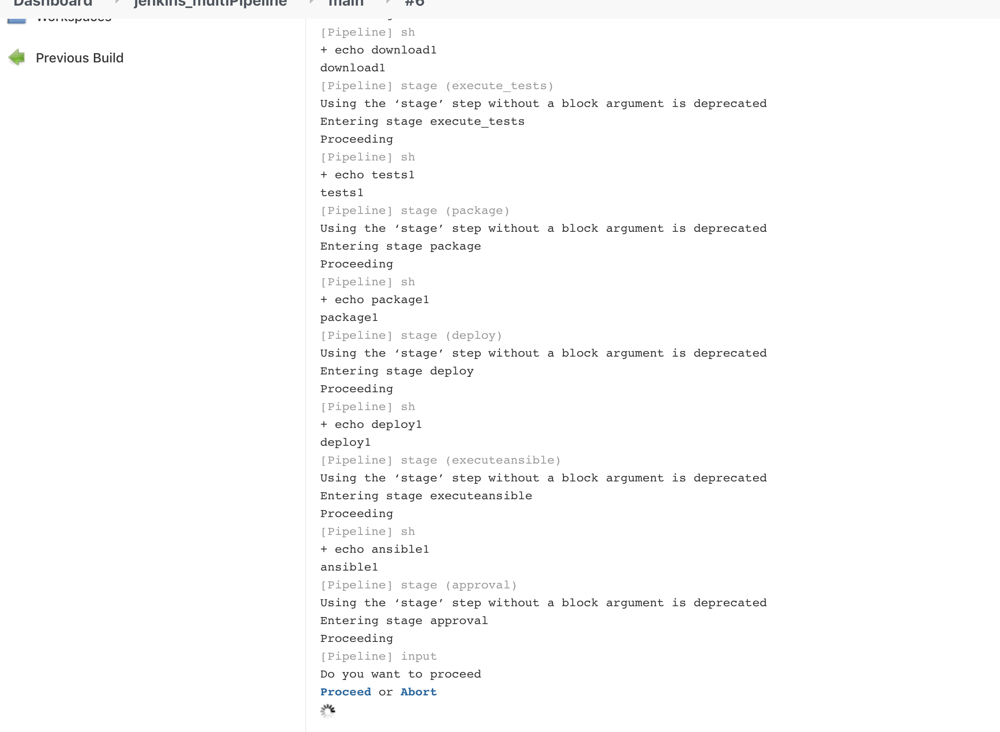 Dashboard
jenkins_multiPipeline
main
#6
Workspaces
Previous Build
[Pipeline] sh
+ echo download1
download1
[Pipeline] stage (execute_tests)
Using the ‘stage’ step without a block argument is deprecated
Entering stage execute_tests
Proceeding
[Pipeline] sh
+ echo tests1
tests1
[Pipeline] stage (package)
Using the ‘stage’ step without a block argument is deprecated
Entering stage package
Proceeding
[Pipeline] sh
+ echo package1
package1
[Pipeline] stage (deploy)
Using the ‘stage’ step without a block argument is deprecated
Entering stage deploy
Proceeding
[Pipeline] sh
+ echo deploy1
deploy1
[Pipeline] stage (executeansible)
Using the ‘stage’ step without a block argument is deprecated
Entering stage executeansible
Proceeding
[Pipeline] sh
+ echo ansible1
ansible1
[Pipeline] stage (approval)
Using the ‘stage’ step without a block argument is deprecated
Entering stage approval
Proceeding
[Pipeline] input
Do you want to proceed
Proceed or Abort